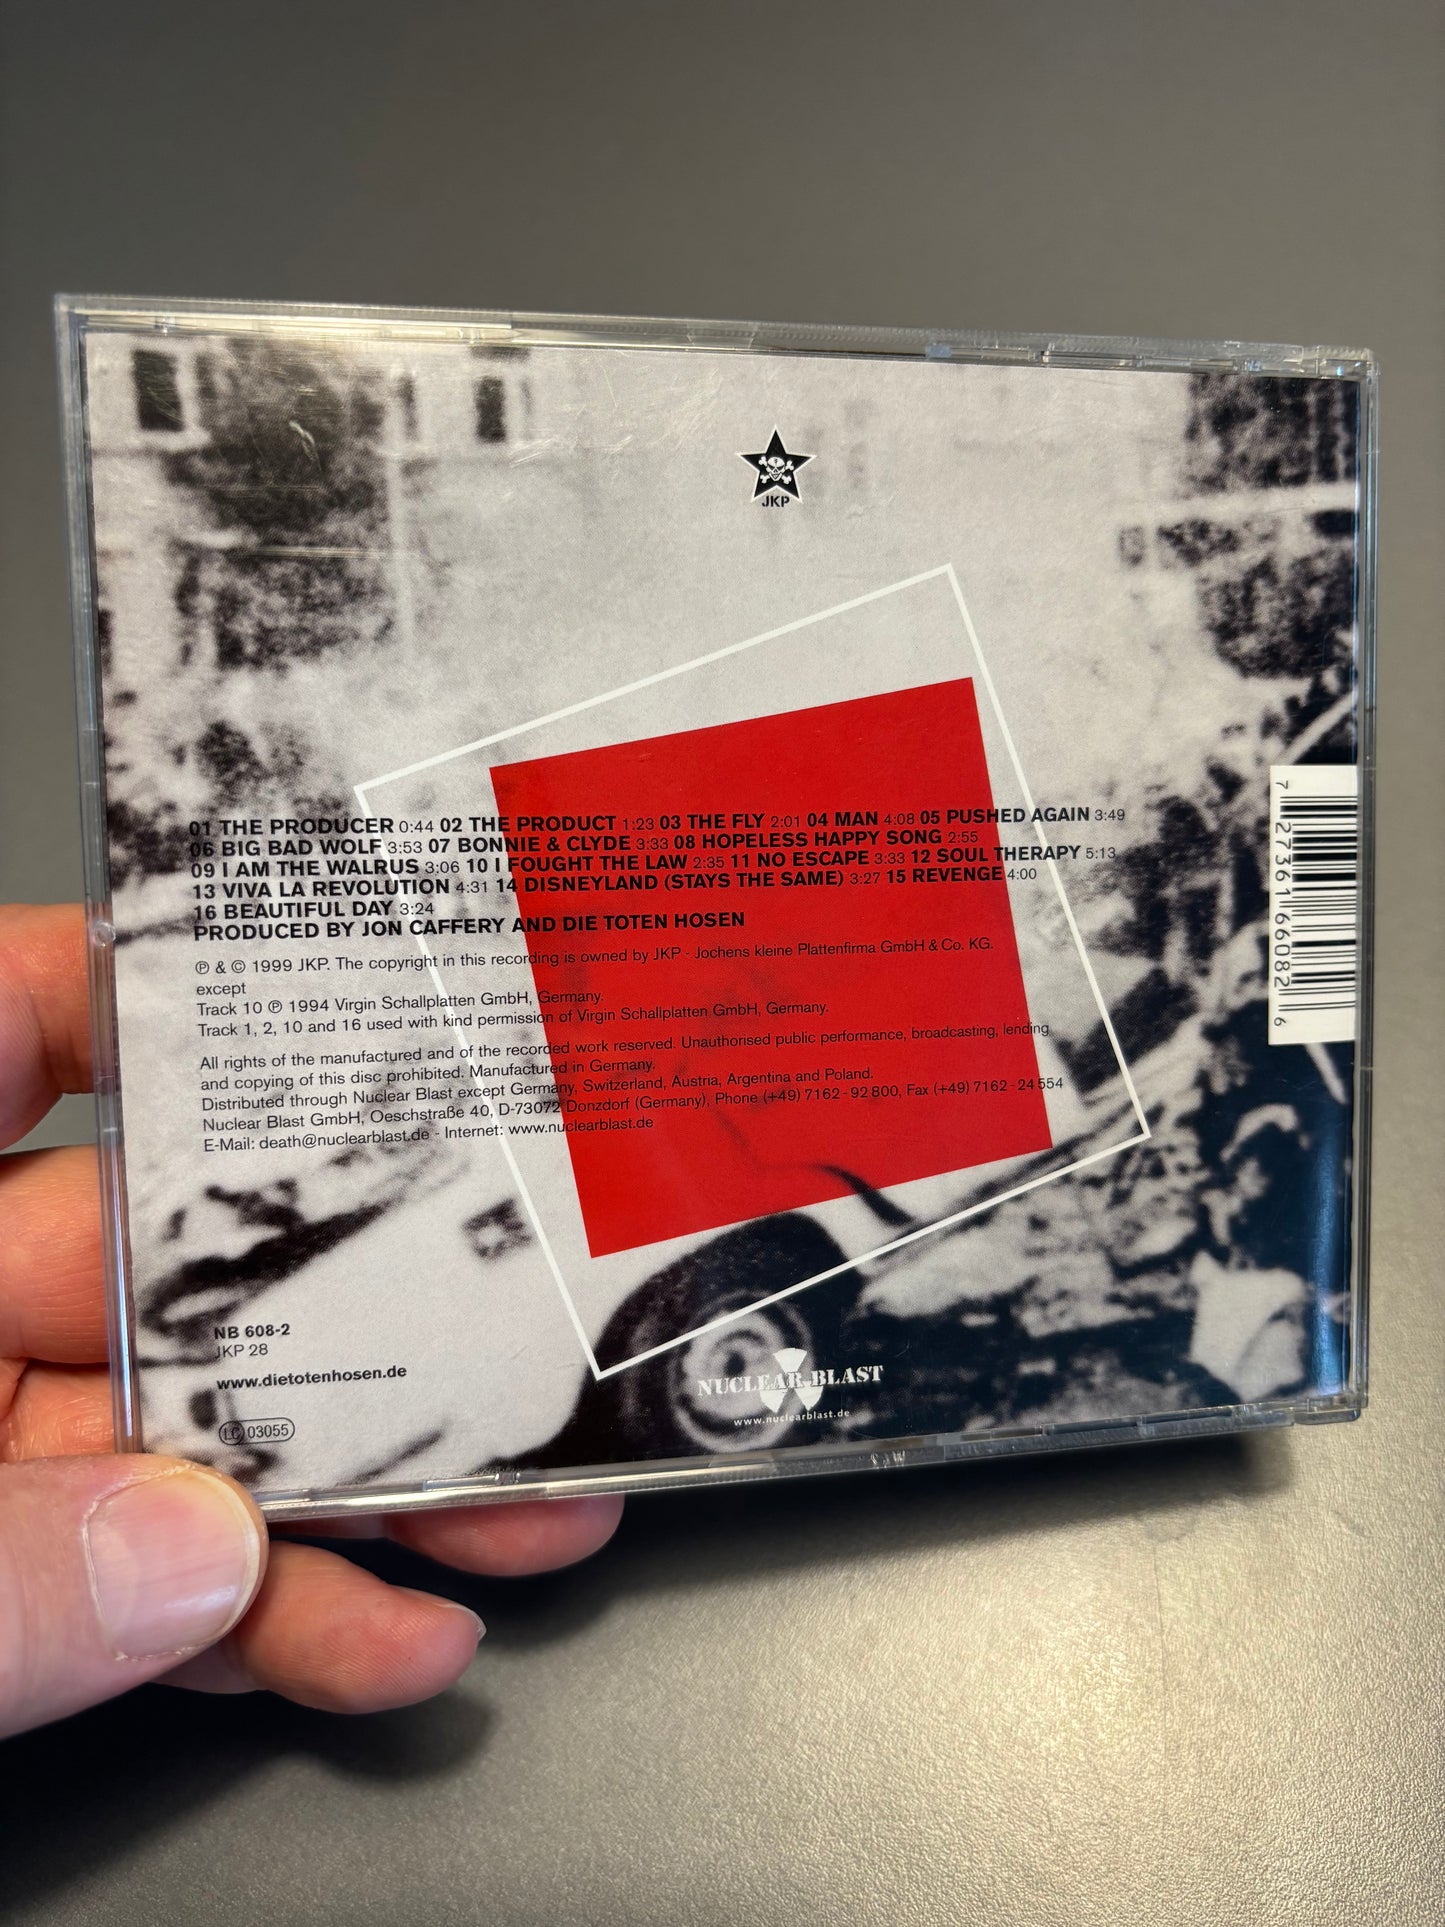 JKP
01 THE PRODUCER 0:44 02 THE PRODUCT 1:23 03 THE FLY 2:01 04 MAN 4:08 05 PUSHED AGAIN 3:49
06 BIG BAD WOLF 3:53 07 BONNIE & CLYDE 3:33 08 HOPELESS HAPPY SONG 2:55
09 I AM THE WALRUS 3:06 10 I FOUGHT THE LAW 2:35 11 NO ESCAPE 3:33 12 SOUL THERAPY 5:13
13 VIVA LA REVOLUTION 4:31 14 DISNEYLAND (STAYS THE SAME) 3:27 15 REVENGE 4:00
16 BEAUTIFUL DAY 3:24
PRODUCED BY JON CAFFERY AND DIE TOTEN HOSEN
℗ & © 1999 JKP. The copyright in this recording is owned by JKP - Jochens kleine Plattenfirma GmbH & Co. KG.
except
Track 10 ℗ 1994 Virgin Schallplatten GmbH, Germany.
Track 1, 2, 10 and 16 used with kind permission of Virgin Schallplatten GmbH, Germany.
All rights of the manufactured and of the recorded work reserved. Unauthorised public performance, broadcasting, lending
and copying of this disc prohibited. Manufactured in Germany.
Distributed through Nuclear Blast except Germany, Switzerland, Austria, Argentina and Poland.
Nuclear Blast GmbH, Oeschstraße 40, D-73072 Donzdorf (Germany), Phone (+49) 7162-92 800, Fax (+49) 7162-24 554
E-Mail: death@nuclearblast.de - Internet: www.nuclearblast.de
7 27361 66082 6
NB 608-2
JKP 28
www.dietotenhosen.de
LC 03055
NUCLEAR BLAST
www.nuclearblast.de